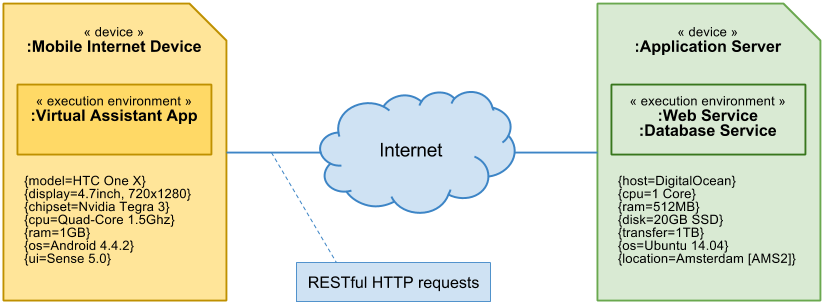 « device »
:Mobile Internet Device
« execution environment »
:Virtual Assistant App
{model=HTC One X}
{display=4.7inch, 720x1280}
{chipset=Nvidia Tegra 3}
{cpu=Quad-Core 1.5Ghz}
{ram=1GB}
{os=Android 4.4.2}
{ui=Sense 5.0}
Internet
RESTful HTTP requests
« device »
:Application Server
« execution environment »
:Web Service
:Database Service
{host=DigitalOcean}
{cpu=1 Core}
{ram=512MB}
{disk=20GB SSD}
{transfer=1TB}
{os=Ubuntu 14.04}
{location=Amsterdam [AMS2]}